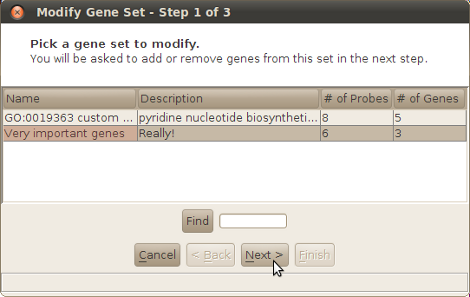 Modify Gene Set - Step 1 of 3
Pick a gene set to modify.
You will be asked to add or remove genes from this set in the next step.
Name Description # of Probes # of Genes
GO:0019363 custom ... pyridine nucleotide biosyntheti... 8 5
Very important genes Really! 6 3
Find
Cancel < Back Next > Finish